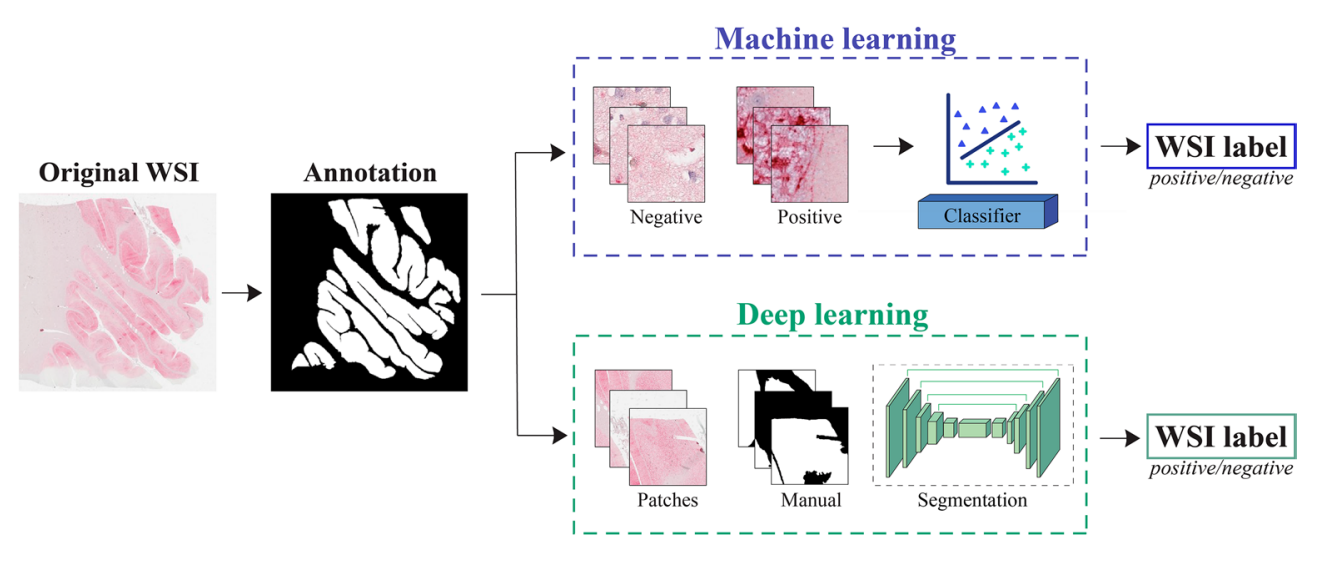 Machine learning
Original WSI
Annotation
Negative
Positive
Classifier
WSI label
positive/negative
Deep learning
Patches
Manual
Segmentation
WSI label
positive/negative